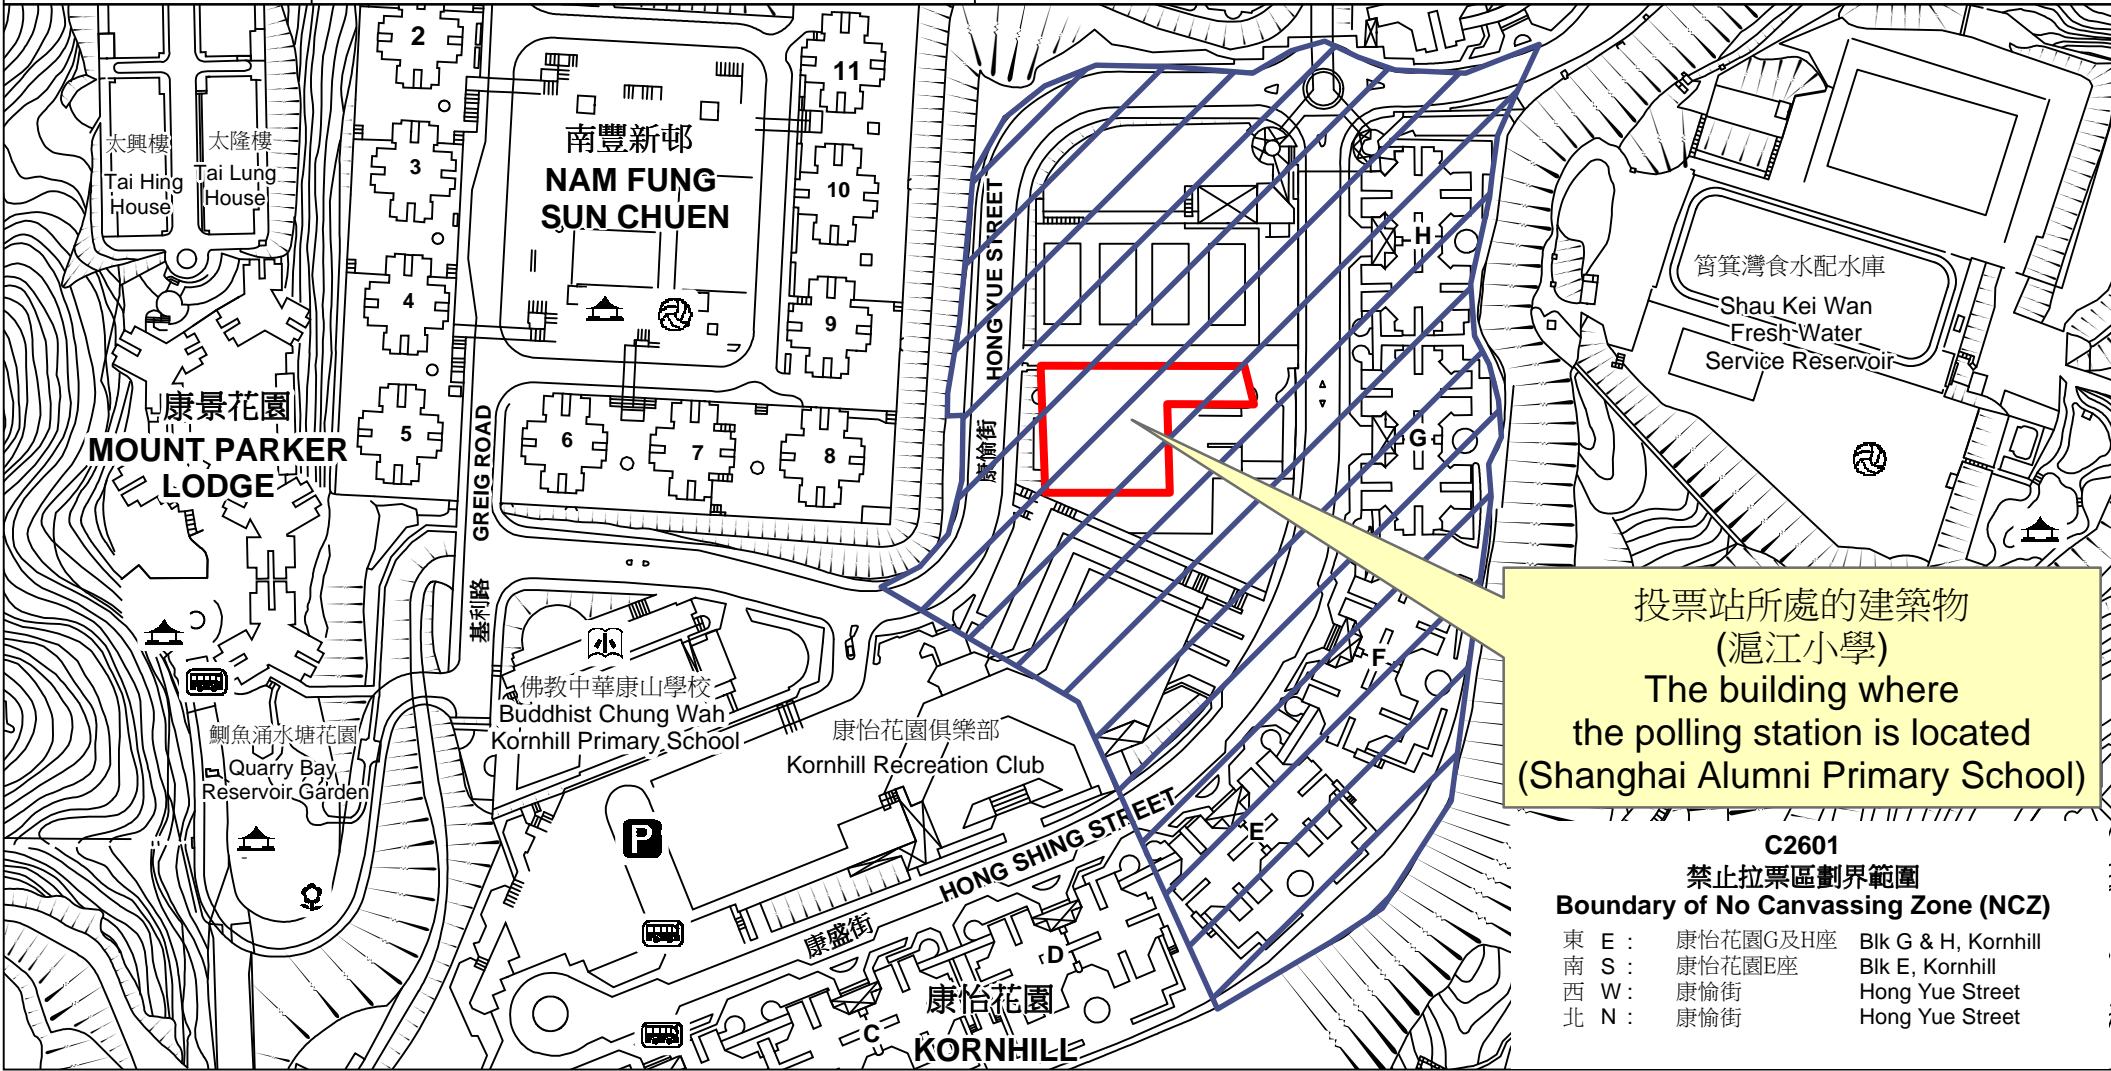 2
11
太興樓
太隆樓
Tai Hing
House
Tai Lung
House
3
南豐新邨
NAM FUNG
SUN CHUEN
10
HONG YUE STREET
H
4
9
筲箕灣食水配水庫
Shau Kei Wan
Fresh Water
Service Reservoir
康景花園
MOUNT PARKER
LODGE
5
GREIG ROAD
6
7
8
康愉街
G
基利路
佛教中華康山學校
Buddhist Chung Wah
Kornhill Primary School
F
投票站所處的建築物
(滬江小學)
The building where
the polling station is located
(Shanghai Alumni Primary School)
鰂魚涌水塘花園
Quarry Bay
Reservoir Garden
康怡花園俱樂部
Kornhill Recreation Club
P
HONG SHING STREET
E
康盛街
D
康怡花園
C
KORNHILL
C2601
禁止拉票區劃界範圍
Boundary of No Canvassing Zone (NCZ)
東 E : 康怡花園G及H座 Blk G & H, Kornhill
南 S : 康怡花園E座 Blk E, Kornhill
西 W : 康愉街 Hong Yue Street
北 N : 康愉街 Hong Yue Street